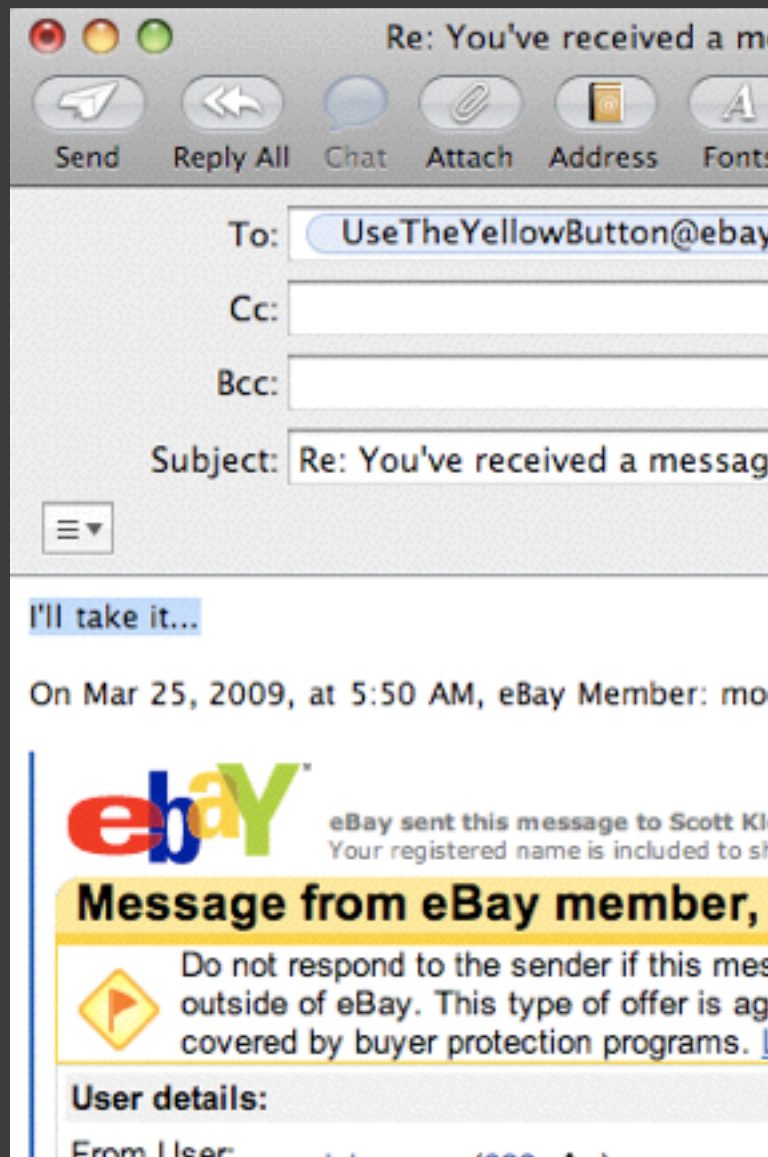 Re: You've received a me
Send Reply All Chat Attach Address Fonts
To: UseTheYellowButton@ebay
Cc:
Bcc:
Subject: Re: You've received a messag
I'll take it...
On Mar 25, 2009, at 5:50 AM, eBay Member: mo
ebaY
eBay sent this message to Scott Kl
Your registered name is included to sh
Message from eBay member,
Do not respond to the sender if this mes
outside of eBay. This type of offer is ag
covered by buyer protection programs. L
User details:
From User: